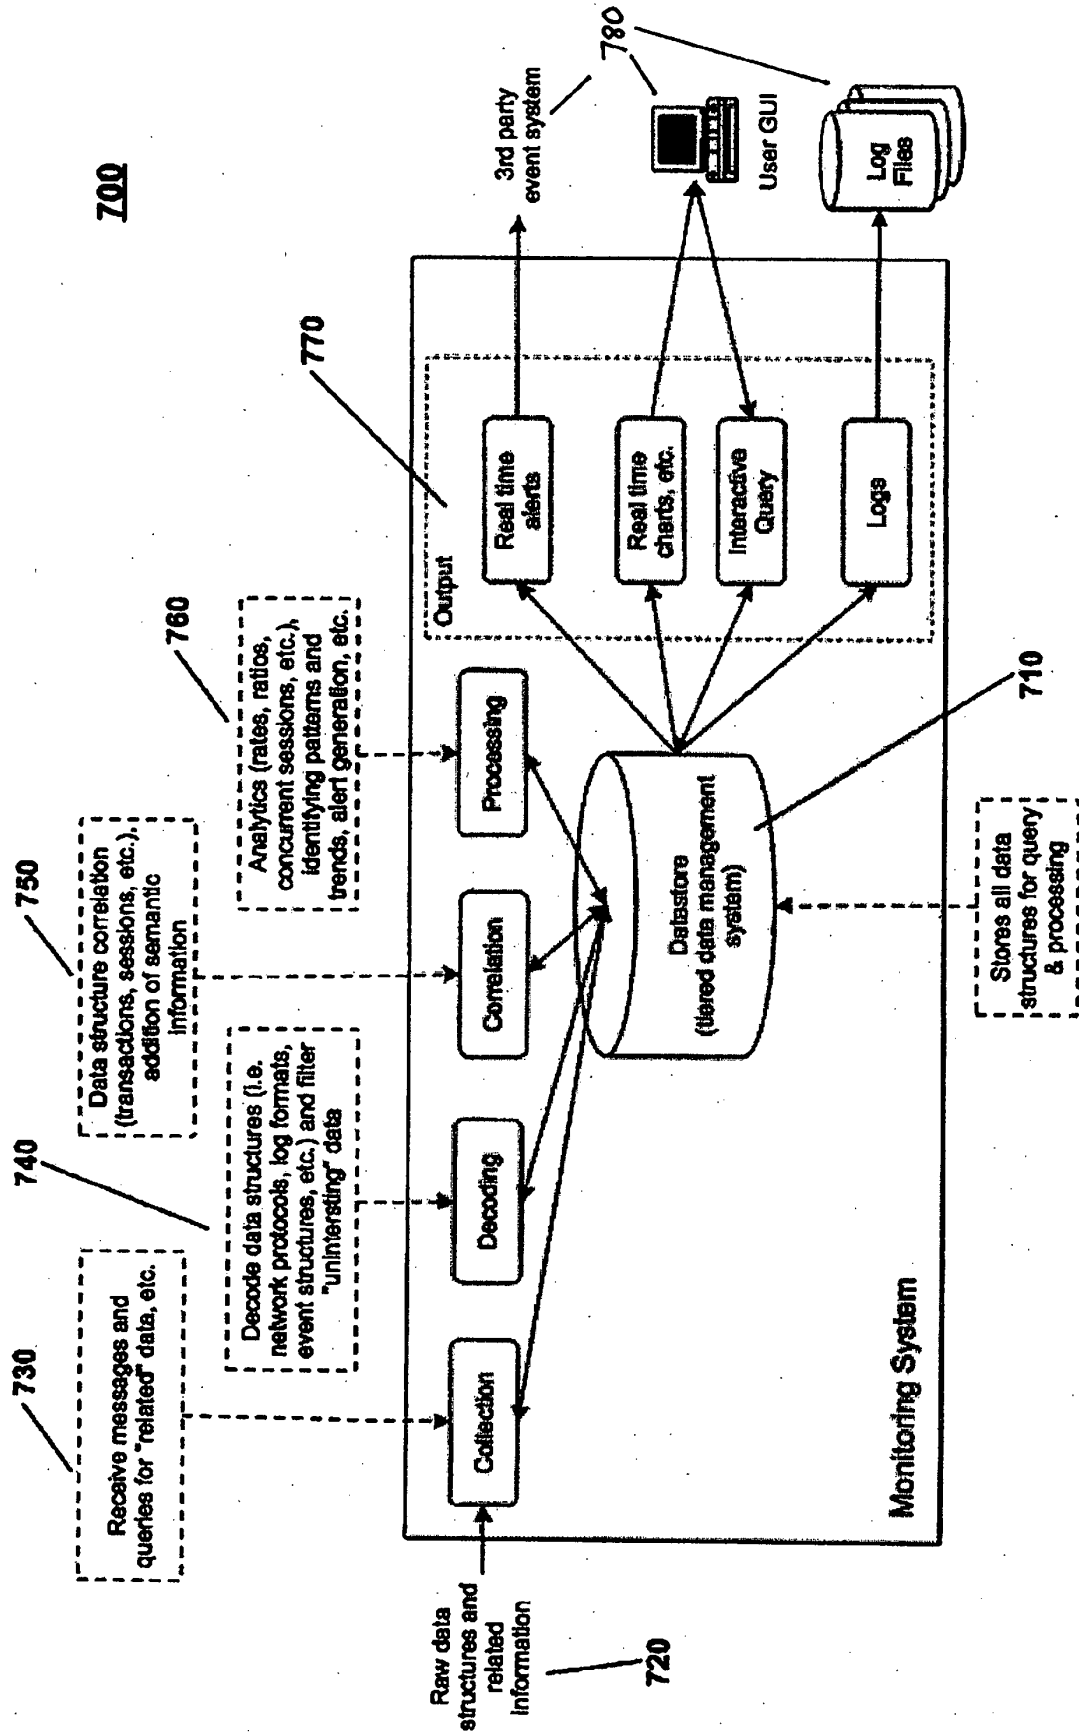 700
730
Receive messages and
queries for "related" data, etc.
740
Decode data structures (i.e.
network protocols, log formats,
event structures, etc.) and filter
"unintersting" data
750
Data structure correlation
(transactions, sessions, etc.),
addition of semantic
information
760
Analytics (rates, ratios,
concurrent sessions, etc.),
identifying patterns and
trends, alert generation, etc.
770
780
Raw data
structures and
related
Information
720
Collection
Decoding
Correlation
Processing
Output
Real time
alerts
3rd party
event system
Real time
charts, etc.
Interactive
Query
User GUI
Logs
Log
Files
Datastore
(tiered data management
system)
710
Monitoring System
Stores all data
structures for query
& processing